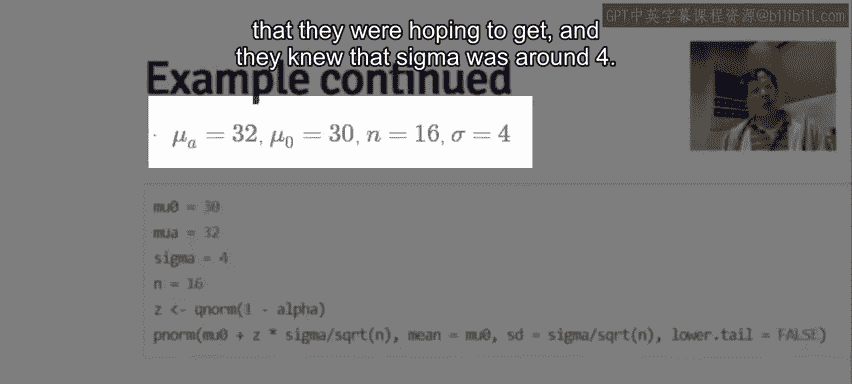 GPT中英字幕课程资源@bilibili.com
that they were hoping to get, and
they knew that sigma was around 4.
Example continued
· μₐ = 32, μ₀ = 30, n = 16, σ = 4
mu0 = 30
mua = 32
sigma = 4
n = 16
z <- qnorm(1 - alpha)
pnorm(mu0 + z * sigma/sqrt(n), mean = mu0, sd = sigma/sqrt(n), lower.tail = FALSE)